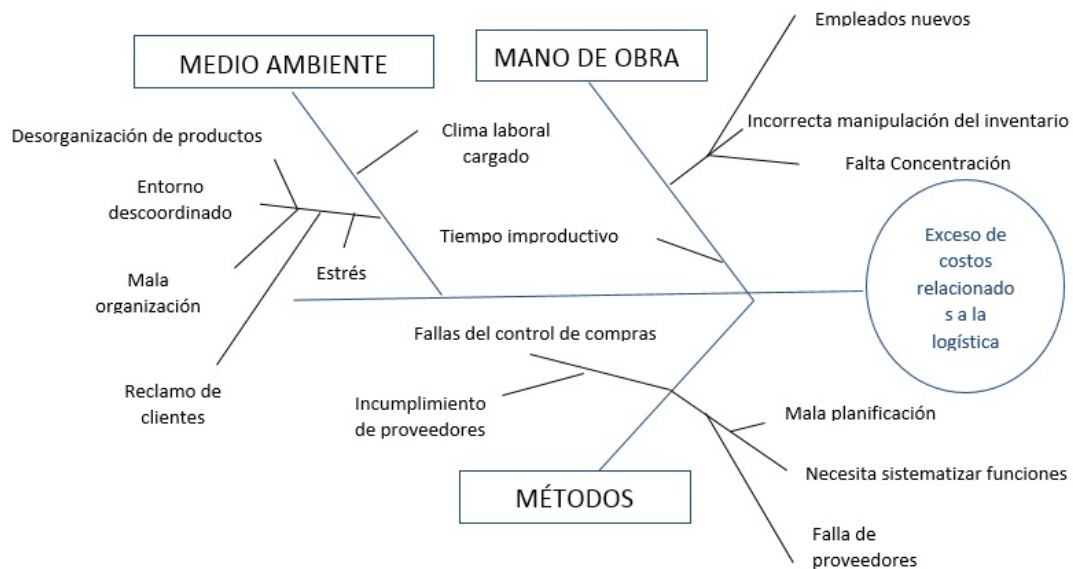 Empleados nuevos
MEDIO AMBIENTE
MANO DE OBRA
Desorganización de productos
Clima laboral
cargado
Incorrecta manipulación del inventario
Falta Concentración
Entorno
descoordinado
Tiempo improductivo
Estrés
Mala
organización
Exceso de
costos
relacionado
s a la
logística
Fallas del control de compras
Reclamo de
clientes
Incumplimiento
de proveedores
Mala planificación
Necesita sistematizar funciones
MÉTODOS
Falla de
proveedores